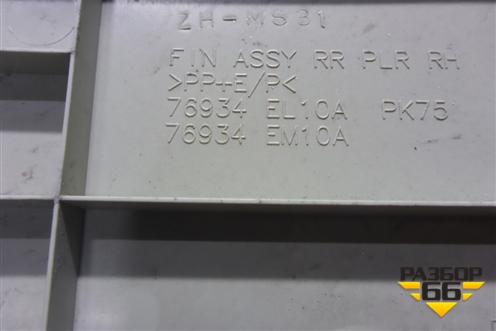 ZH-MS31
FIN ASSY RR PLR RH
>PP+E/P<
76934 EL10A PK75
76934 EM10A
РАЗБОР
66